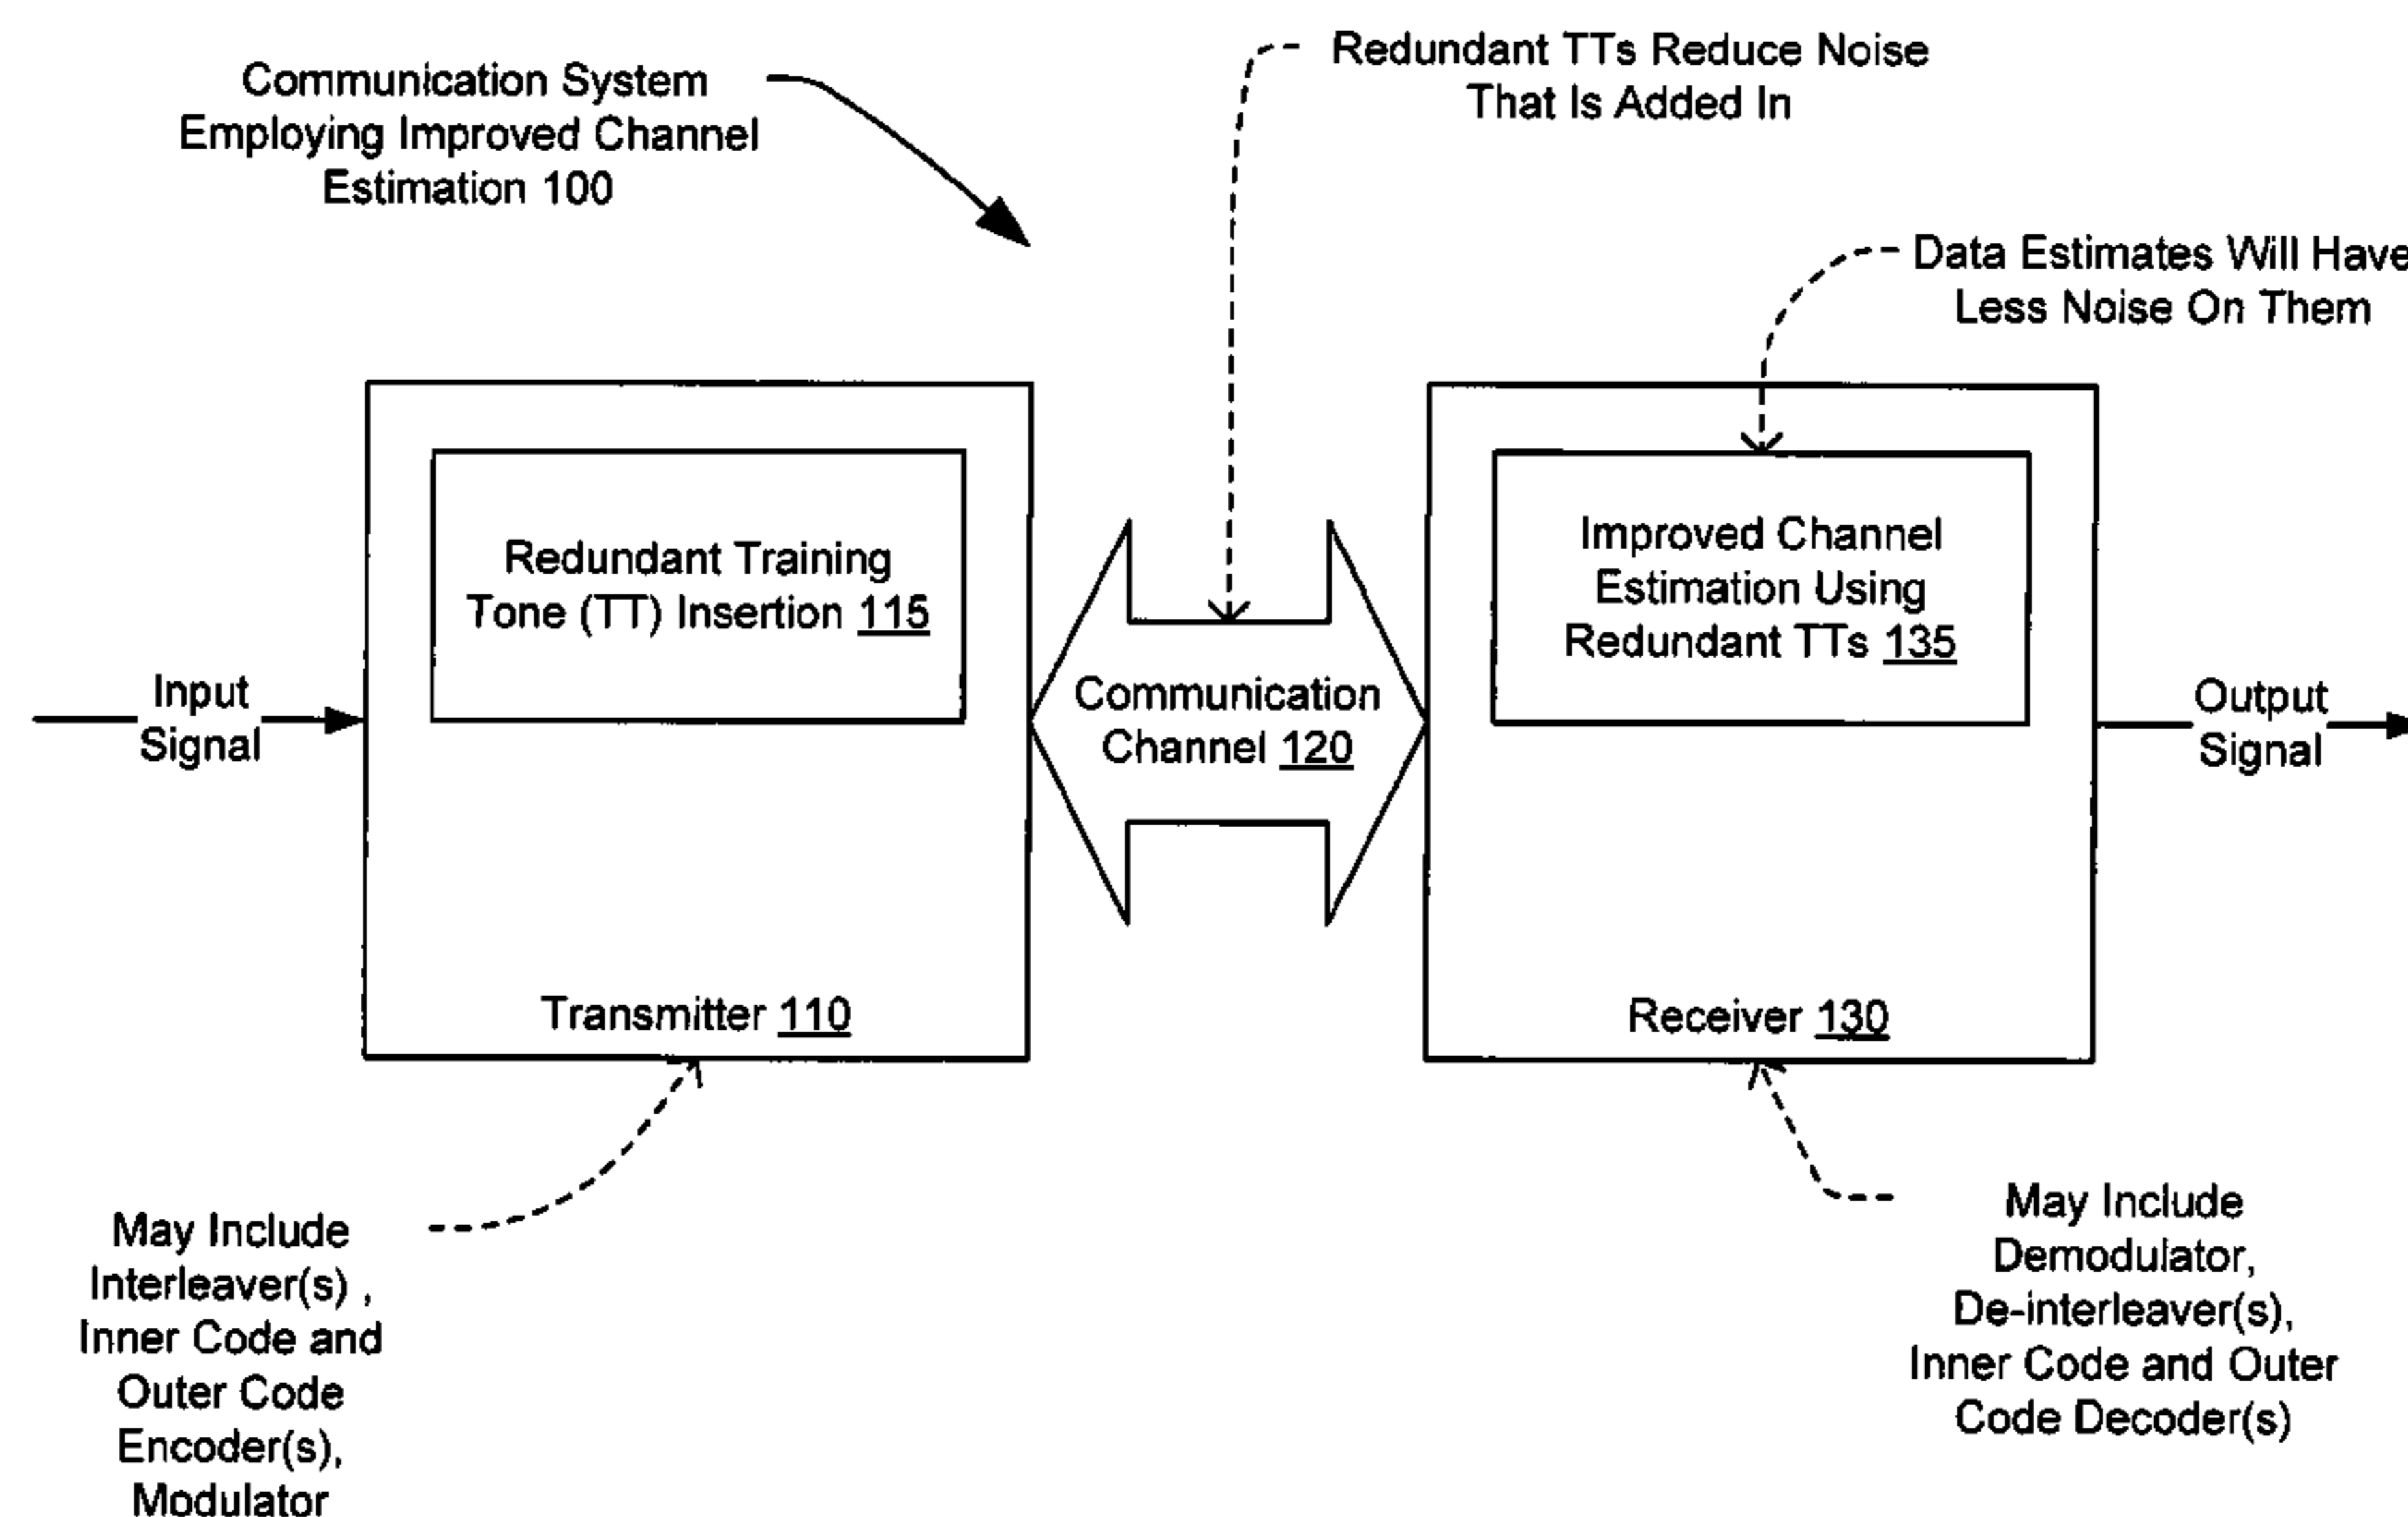 Communication System
Employing Improved Channel
Estimation 100
Redundant TTs Reduce Noise
That Is Added In
Data Estimates Will Have
Less Noise On Them
Redundant Training
Tone (TT) Insertion 115
Improved Channel
Estimation Using
Redundant TTs 135
Input
Signal
Communication
Channel 120
Output
Signal
Transmitter 110
Receiver 130
May Include
Interleaver(s) ,
Inner Code and
Outer Code
Encoder(s),
Modulator
May Include
Demodulator,
De-interleaver(s),
Inner Code and Outer
Code Decoder(s)